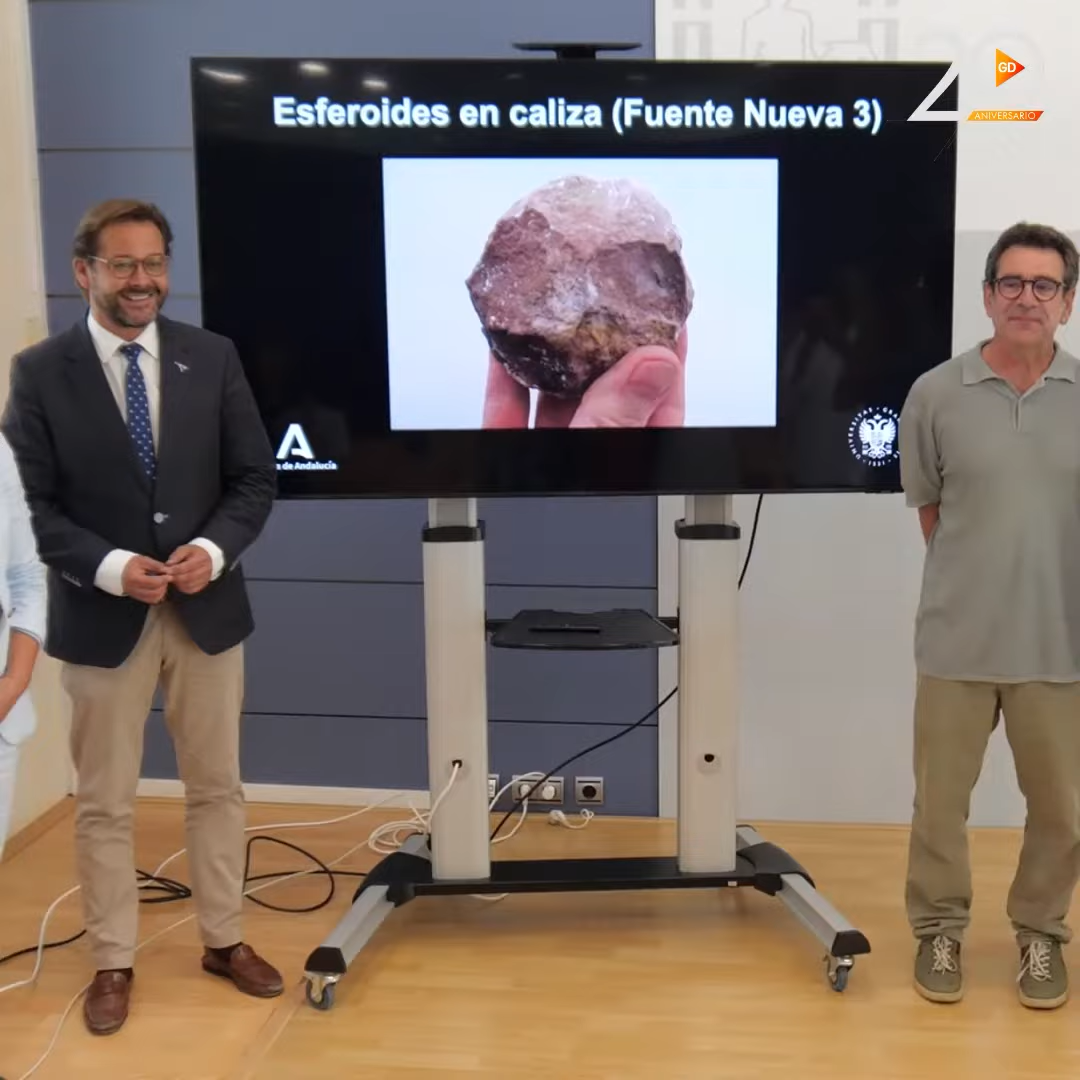 Esferoides en caliza (Fuente Nueva 3)
GD
ANIVERSARIO
de Andalucía